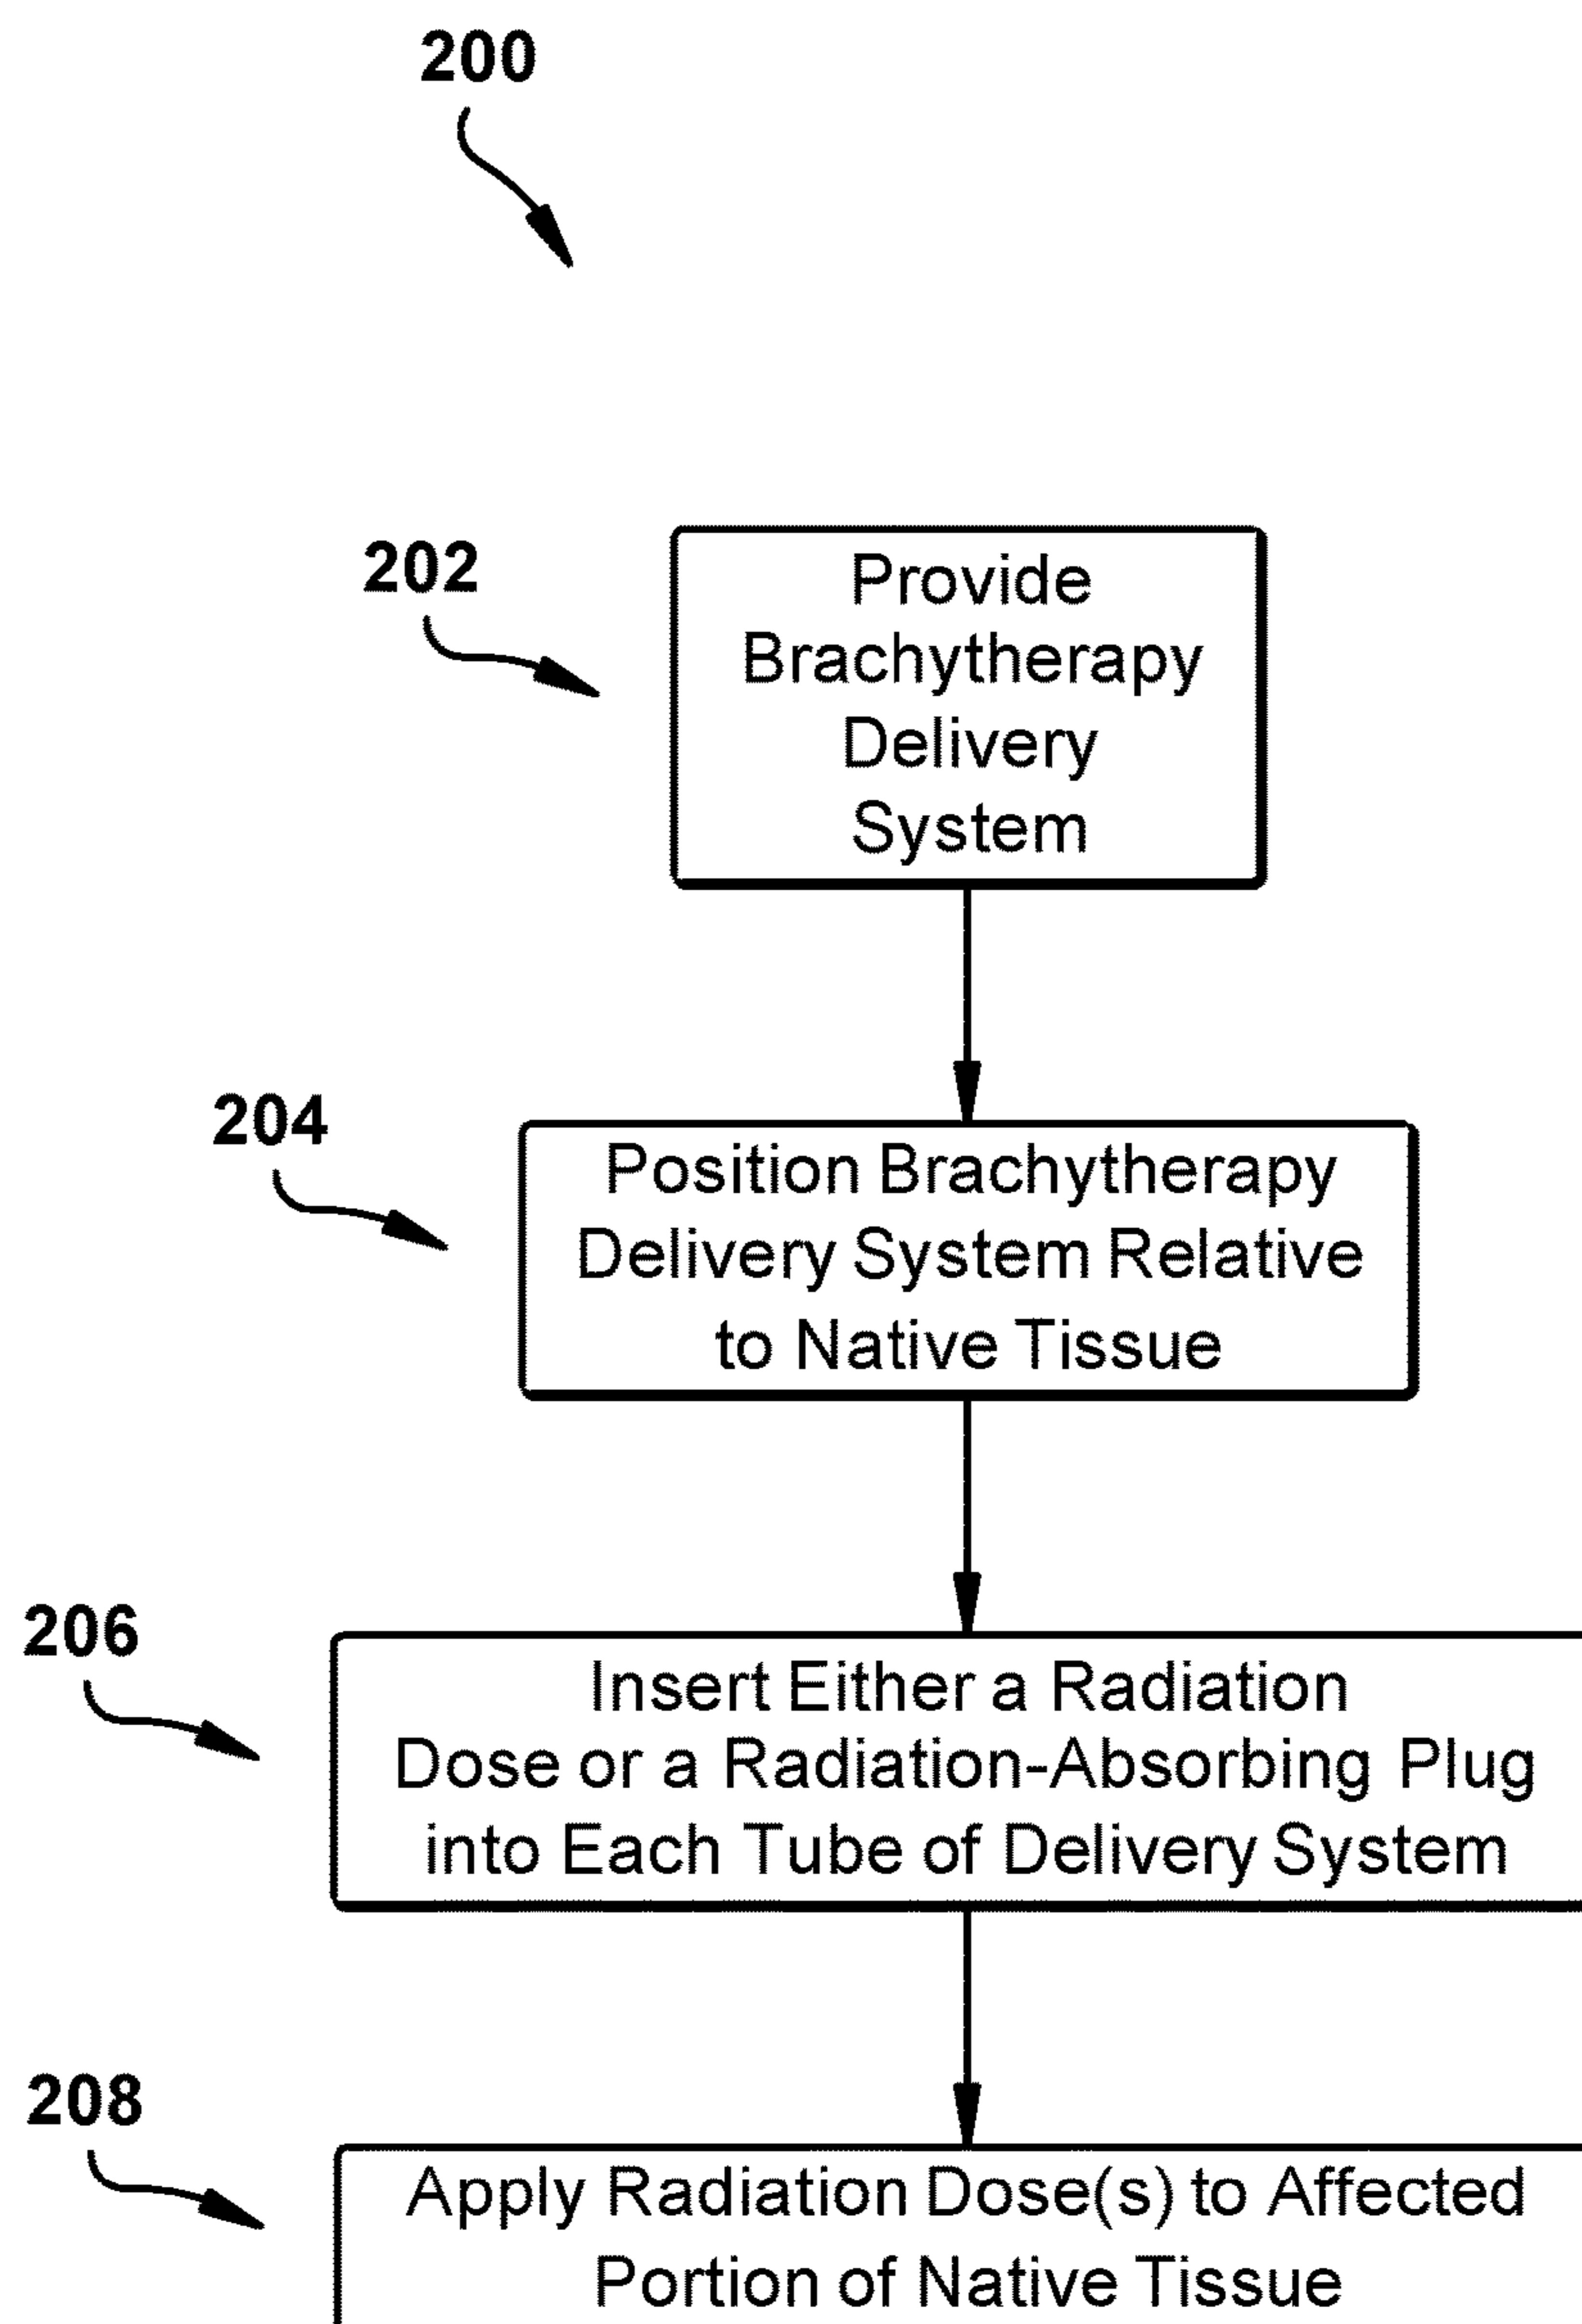 200
202
Provide
Brachytherapy
Delivery
System
204
Position Brachytherapy
Delivery System Relative
to Native Tissue
206
Insert Either a Radiation
Dose or a Radiation-Absorbing Plug
into Each Tube of Delivery System
208
Apply Radiation Dose(s) to Affected
Portion of Native Tissue